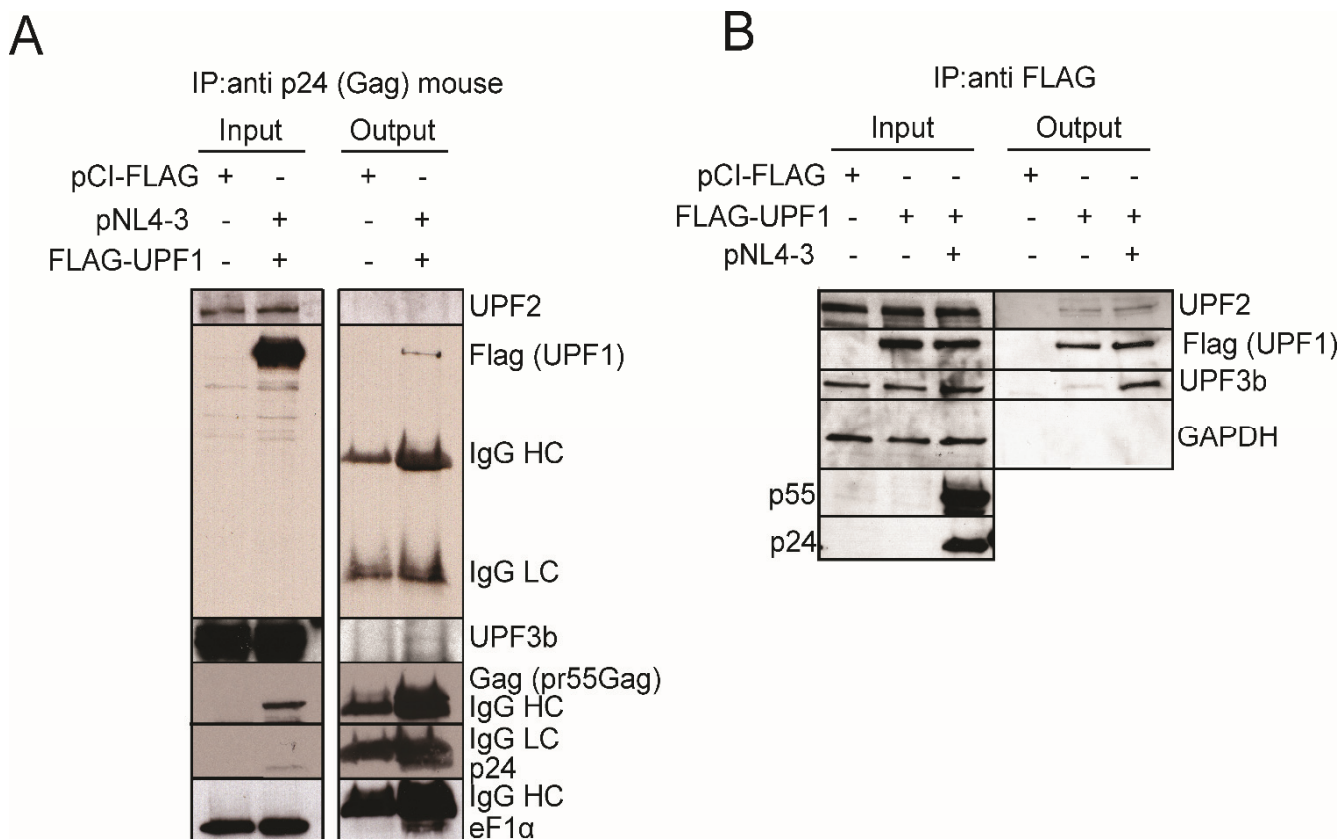 A
IP:anti p24 (Gag) mouse
Input Output
pCI-FLAG + - + -
pNL4-3 - + - +
FLAG-UPF1 - + - +
UPF2
Flag (UPF1)
IgG HC
IgG LC
UPF3b
Gag (pr55Gag)
IgG HC
IgG LC
p24
IgG HC
eF1α
B
IP:anti FLAG
Input Output
pCI-FLAG + - - + - -
FLAG-UPF1 - + + - + +
pNL4-3 - - + - - +
UPF2
Flag (UPF1)
UPF3b
GAPDH
p55
p24